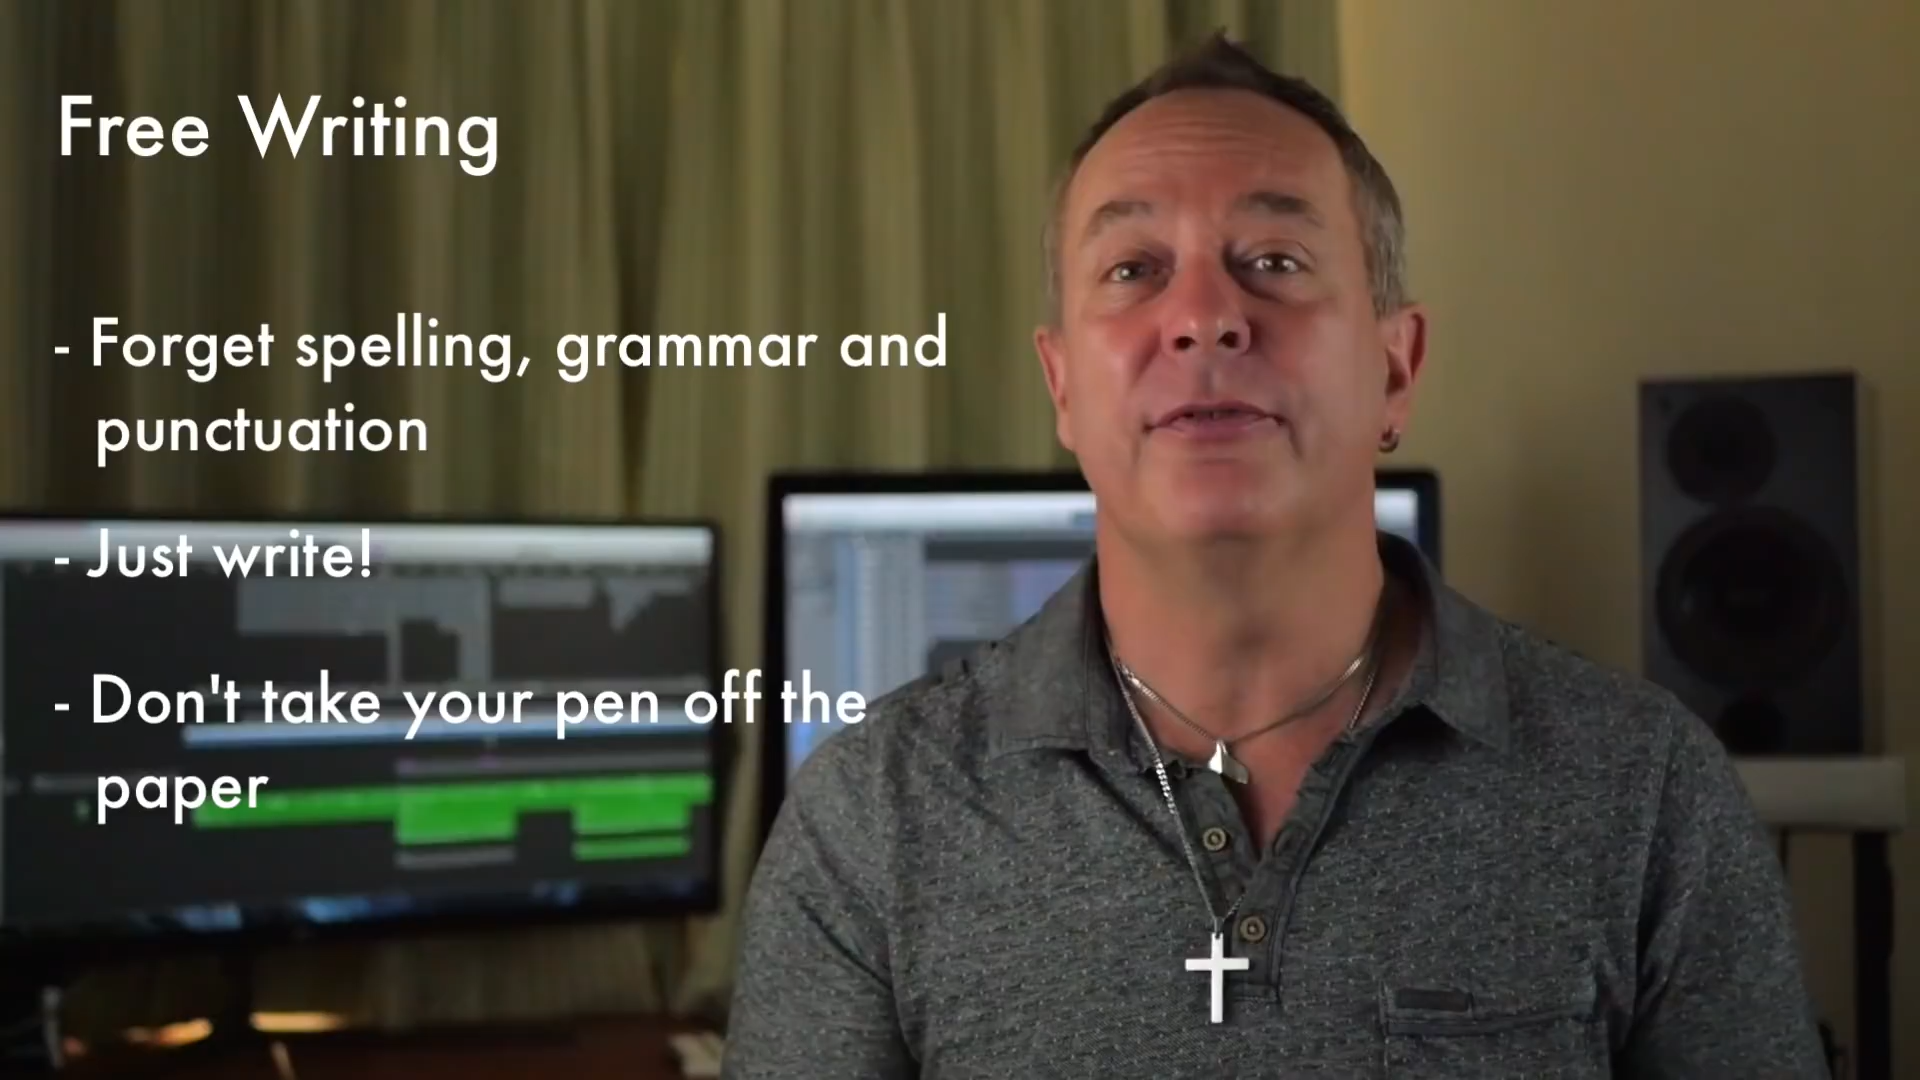 Free Writing
- Forget spelling, grammar and
punctuation
- Just write!
- Don't take your pen off the
paper